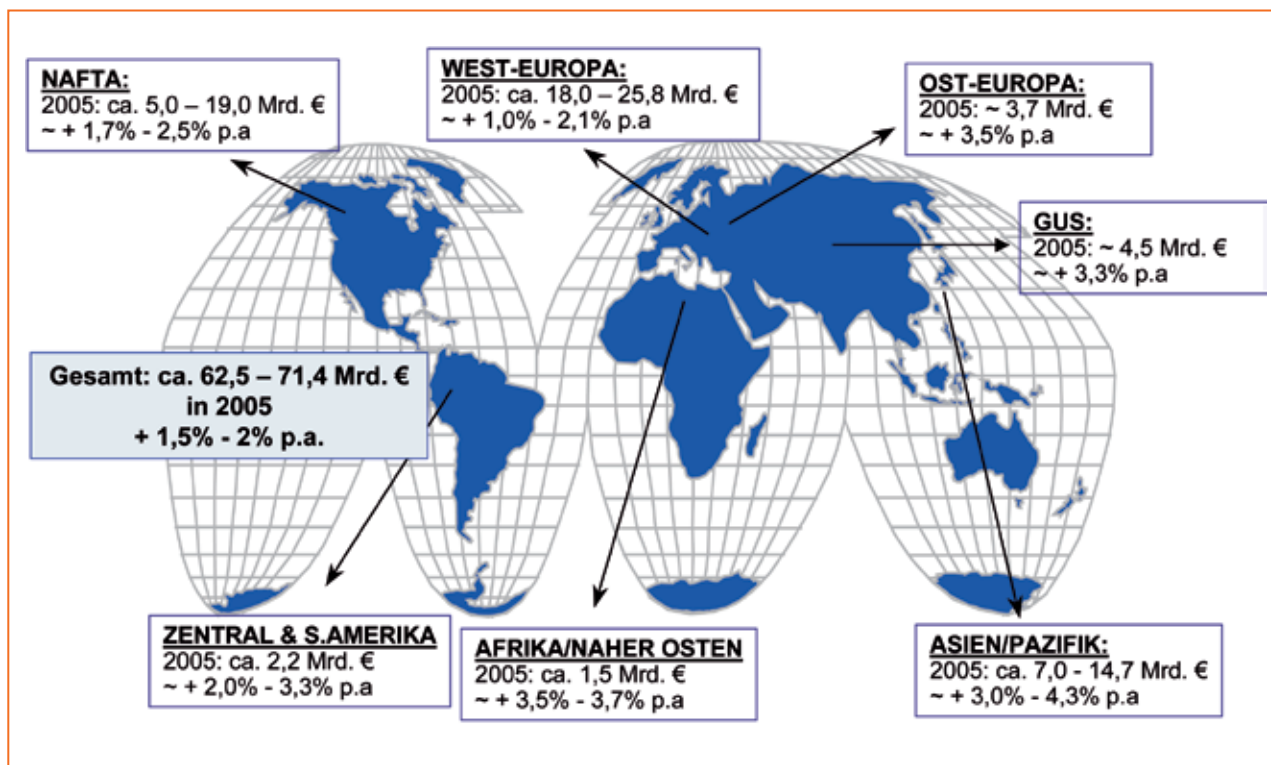 NAFTA:
2005: ca. 5,0 – 19,0 Mrd. €
~ + 1,7% - 2,5% p.a
WEST-EUROPA:
2005: ca. 18,0 – 25,8 Mrd. €
~ + 1,0% - 2,1% p.a
OST-EUROPA:
2005: ~ 3,7 Mrd. €
~ + 3,5% p.a
GUS:
2005: ~ 4,5 Mrd. €
~ + 3,3% p.a
Gesamt: ca. 62,5 – 71,4 Mrd. €
in 2005
+ 1,5% - 2% p.a.
ZENTRAL & S.AMERIKA
2005: ca. 2,2 Mrd. €
~ + 2,0% - 3,3% p.a
AFRIKA/NAHER OSTEN
2005: ca. 1,5 Mrd. €
~ + 3,5% - 3,7% p.a
ASIEN/PAZIFIK:
2005: ca. 7,0 - 14,7 Mrd. €
~ + 3,0% - 4,3% p.a